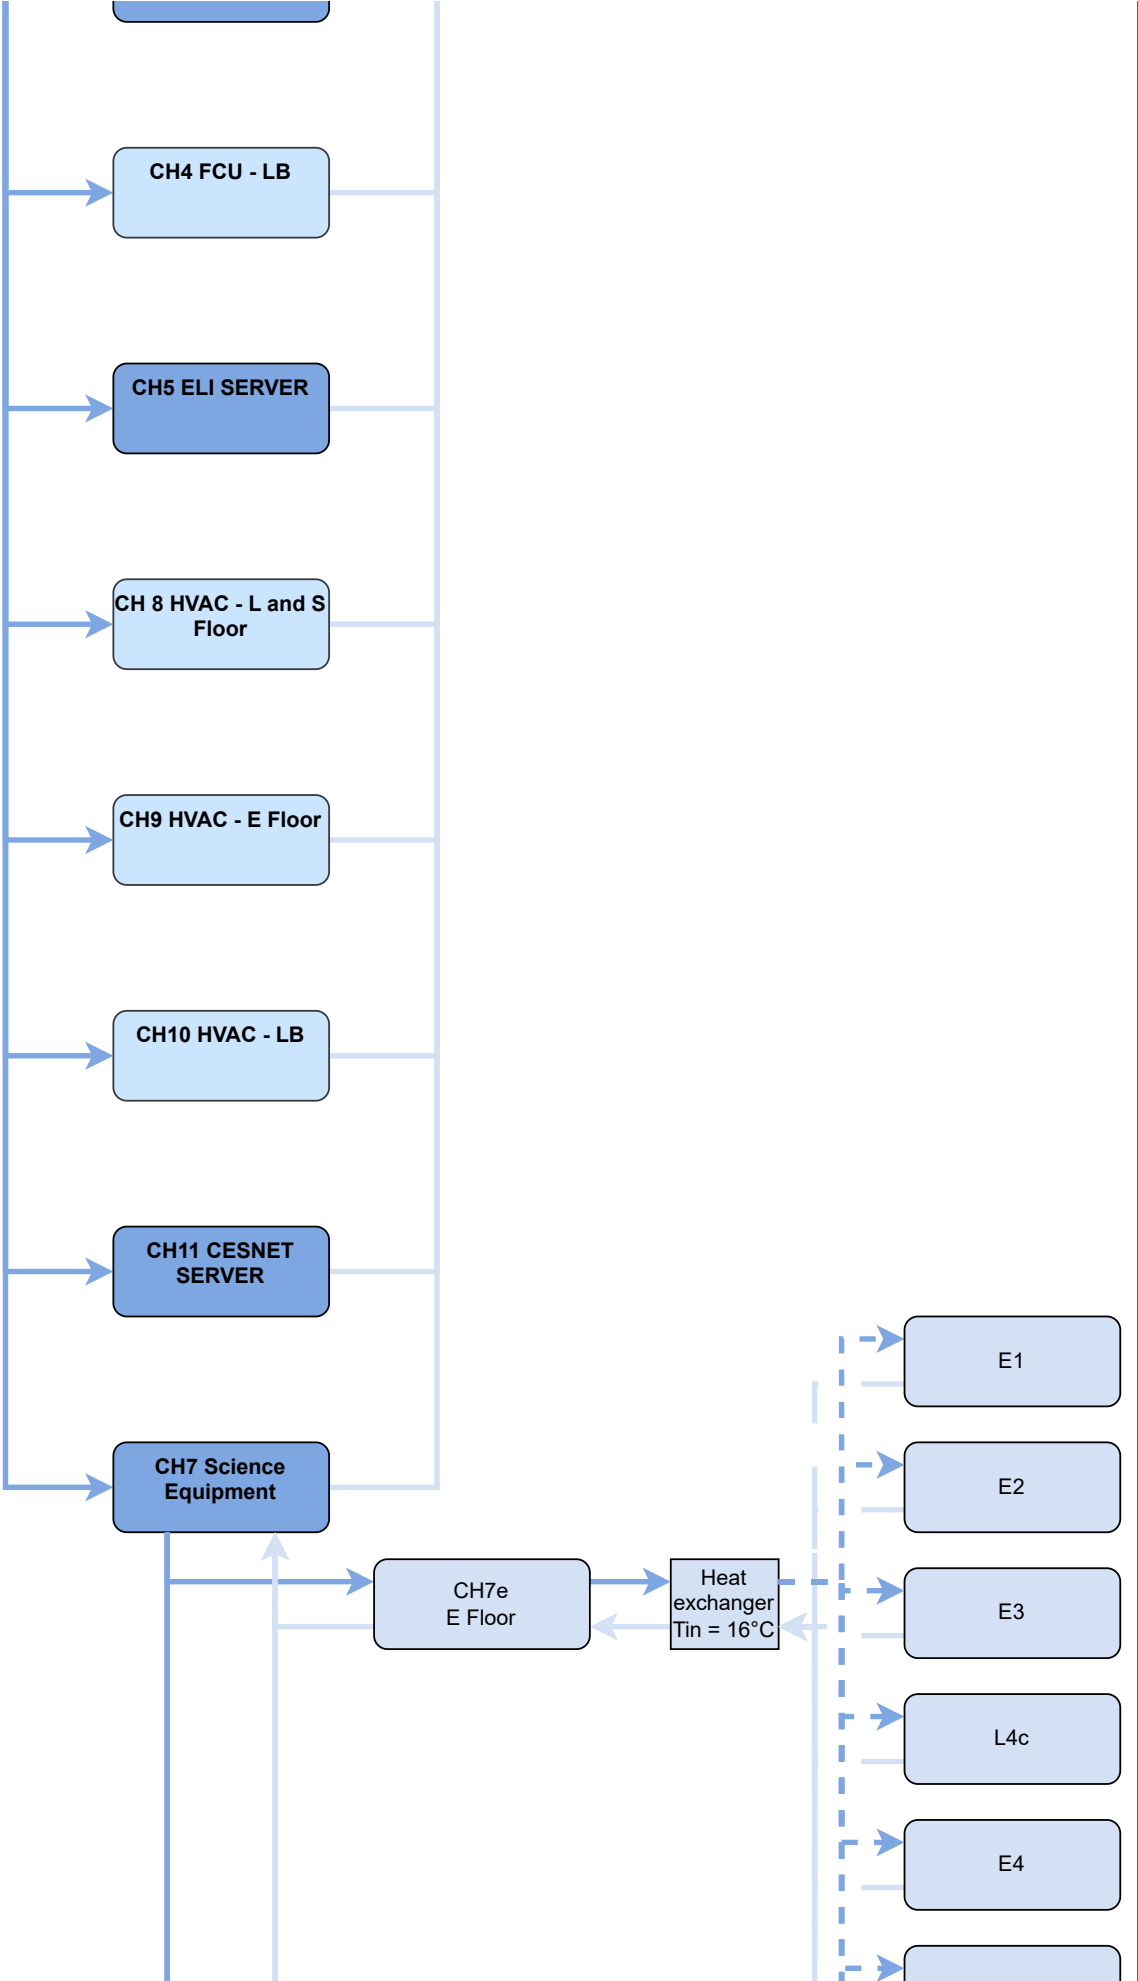 CH4 FCU - LB
CH5 ELI SERVER
CH 8 HVAC - L and S
Floor
CH9 HVAC - E Floor
CH10 HVAC - LB
CH11 CESNET
SERVER
E1
CH7 Science
Equipment
E2
CH7e
E Floor
Heat
exchanger
Tin = 16°C
E3
L4c
E4